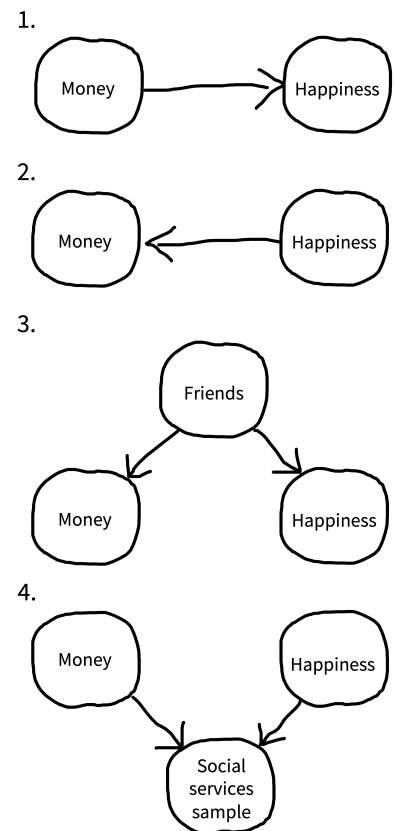 1.
Money Happiness
2.
Money Happiness
3.
Friends
Money Happiness
4.
Money Happiness
Social
services
sample